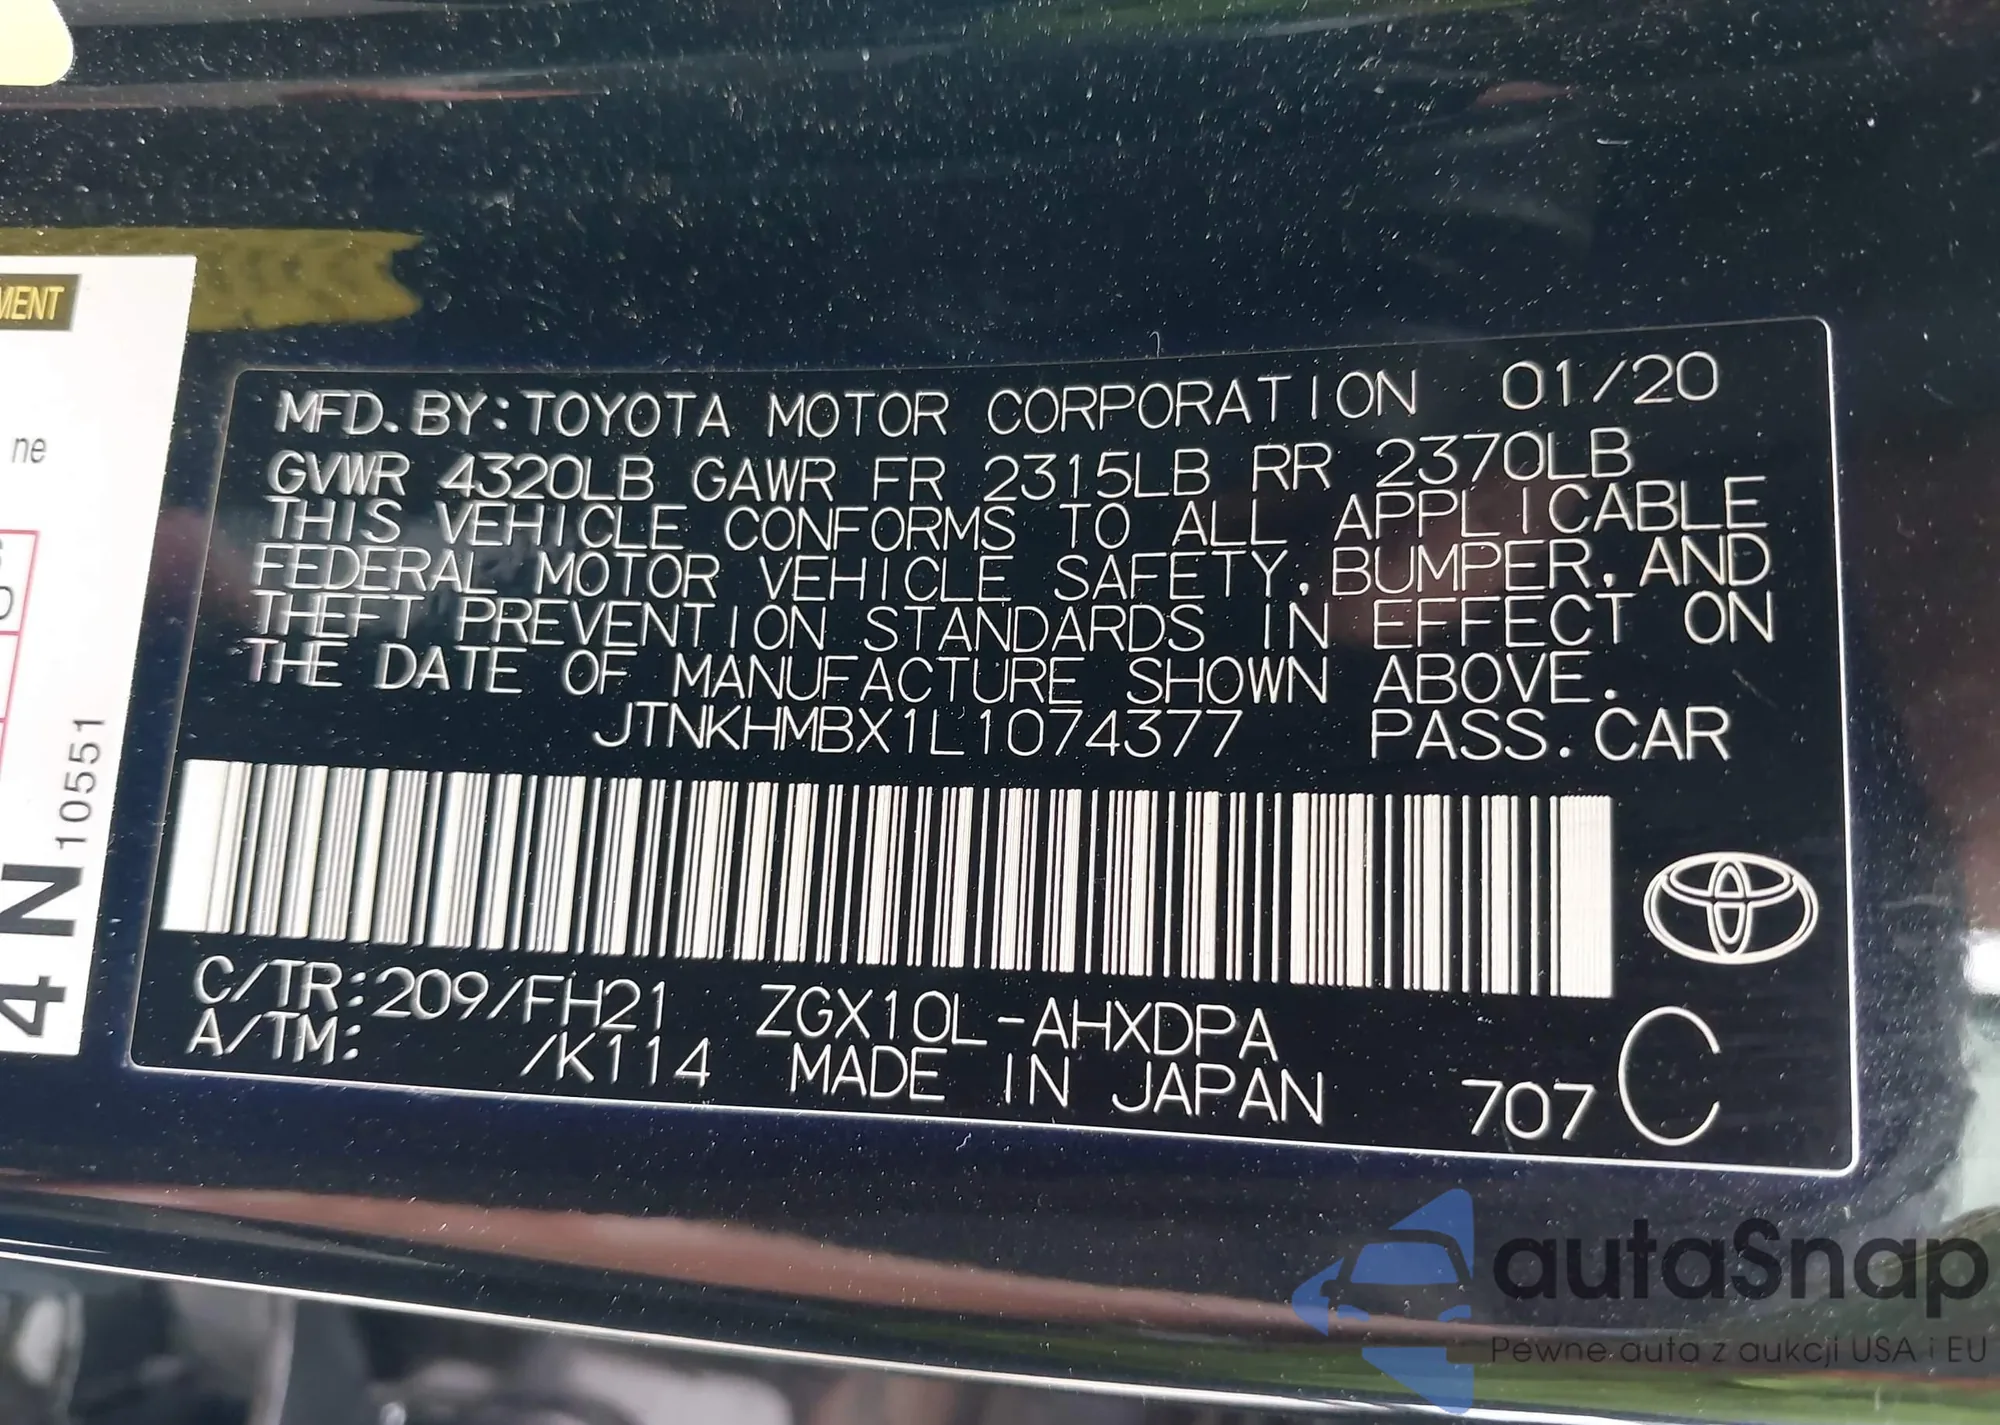 MENT
ne
10551
4 N
MFD. BY: TOYOTA MOTOR CORPORATION 01/20
GVWR 4320LB GAWR FR 2315LB RR 2370LB
THIS VEHICLE CONFORMS TO ALL APPLICABLE
FEDERAL MOTOR VEHICLE SAFETY, BUMPER, AND
THEFT PREVENTION STANDARDS IN EFFECT ON
THE DATE OF MANUFACTURE SHOWN ABOVE.
JTNKHMBX1L1074377 PASS. CAR
C/TR: 209/FH21 ZGX10L-AHXDPA
A/TM: /K114 MADE IN JAPAN 707 C
autaSnap
Pewne auta z aukcji USA i EU